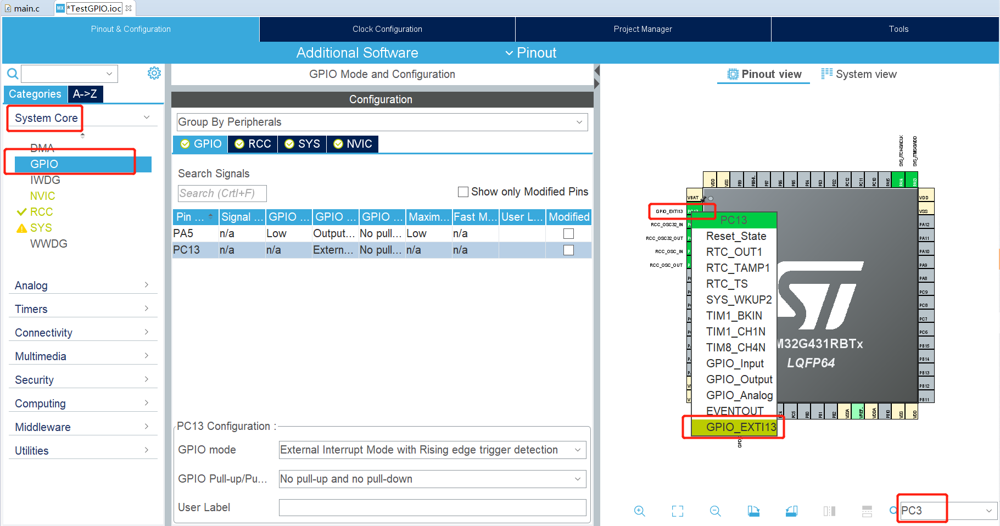 main.c
MX *TestGPIO.ioc
Pinout & Configuration
Clock Configuration
Project Manager
Tools
Additional Software
Pinout
Categories
A->Z
System Core
DMA
GPIO
IWDG
NVIC
RCC
SYS
WWDG
Analog
Timers
Connectivity
Multimedia
Security
Computing
Middleware
Utilities
GPIO Mode and Configuration
Configuration
Group By Peripherals
GPIO RCC SYS NVIC
Search Signals
Search (Crtl+F)
Show only Modified Pins
Pin ... Signal ... GPIO ... GPIO ... GPIO ... Maxim... Fast M... User L... Modified
PA5 n/a Low Output... No pull... Low n/a
PC13 n/a n/a Extern... No pull... n/a n/a
PC13 Configuration :
GPIO mode External Interrupt Mode with Rising edge trigger detection
GPIO Pull-up/Pu... No pull-up and no pull-down
User Label
Pinout view
System view
SYS_JTCK-SWCLK
SYS_JTMS-SWDIO
VDD VSS PB9 PB8-B.. PB7 PB6 PB5 PB4 PB3 PD2 PC12 PC11 PC10 PA15 PA14 PA13
VBAT
GPIO_EXTI13 PC13
RCC_OSC32_IN
RCC_OSC32_OUT
RCC_OSC_IN
RCC_OSC_OUT
PC13
Reset_State
RTC_OUT1
RTC_TAMP1
RTC_TS
SYS_WKUP2
TIM1_BKIN
TIM1_CH1N
TIM8_CH4N
GPIO_Input
GPIO_Output
GPIO_Analog
EVENTOUT
GPIO_EXTI13
ST
M32G431RBTx
LQFP64
VDD
VSS
PA12
PA11
PA10
PA9
PA8
PC9
PC8
PC7
PC6
PB15
PB14
PB13
PB12
PB11
PC4 PC5 PB0 PB1 PB2 VSSA VREF.. VDDA PB10 VSS VDD
PC3